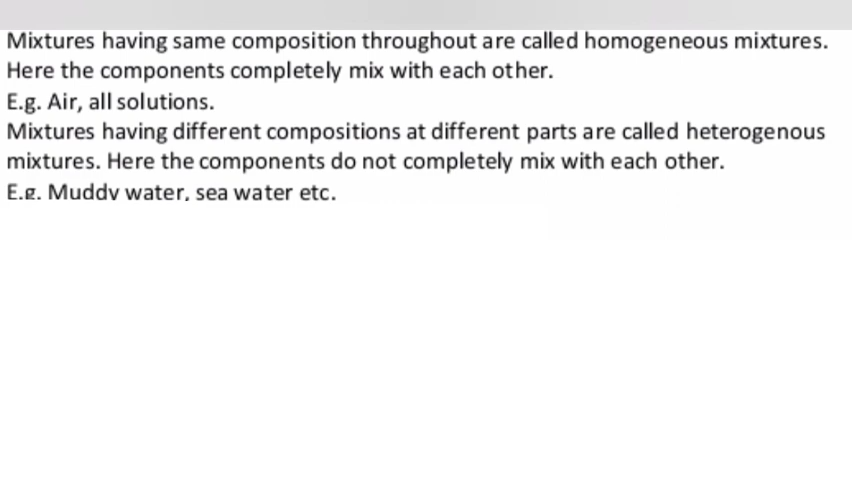 Mixtures having same composition throughout are called homogeneous mixtures.
Here the components completely mix with each other.
E.g. Air, all solutions.
Mixtures having different compositions at different parts are called heterogenous
mixtures. Here the components do not completely mix with each other.
E.g. Muddy water, sea water etc.